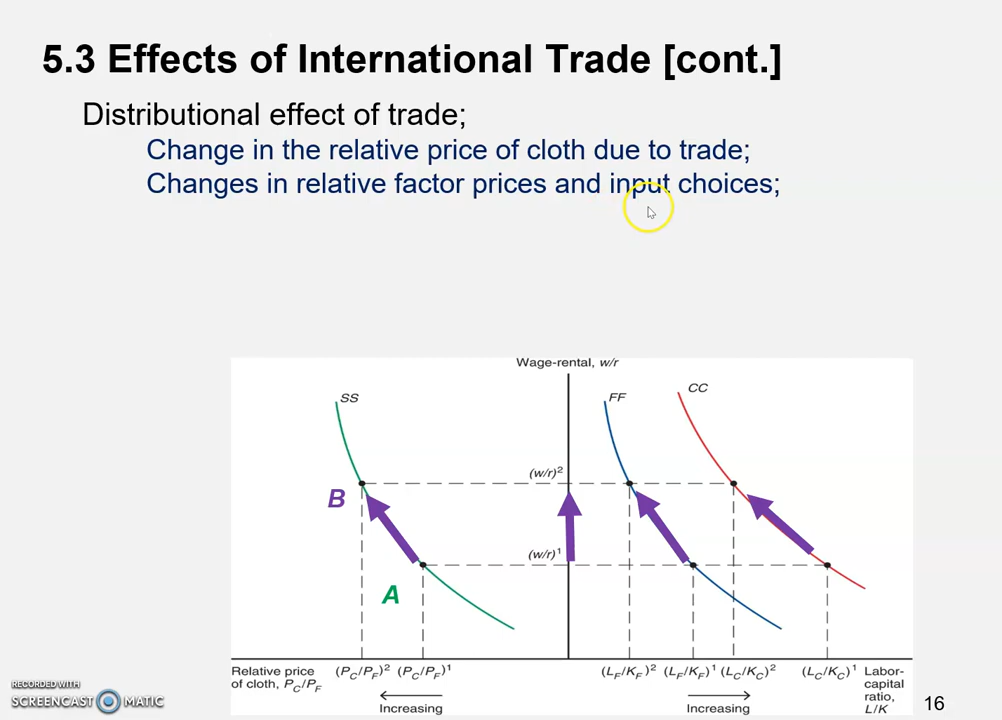 5.3 Effects of International Trade [cont.]
Distributional effect of trade;
Change in the relative price of cloth due to trade;
Changes in relative factor prices and input choices;
Wage-rental, w/r
SS
FF
CC
(w/r)²
B
(w/r)¹
A
Relative price
of cloth, P_C/P_F
(P_C/P_F)² (P_C/P_F)¹
Increasing
(L_F/K_F)² (L_F/K_F)¹ (L_C/K_C)² (L_C/K_C)¹
Increasing
Labor-
capital
ratio,
L/K
RECORDED WITH
SCREENCAST MATIC
16